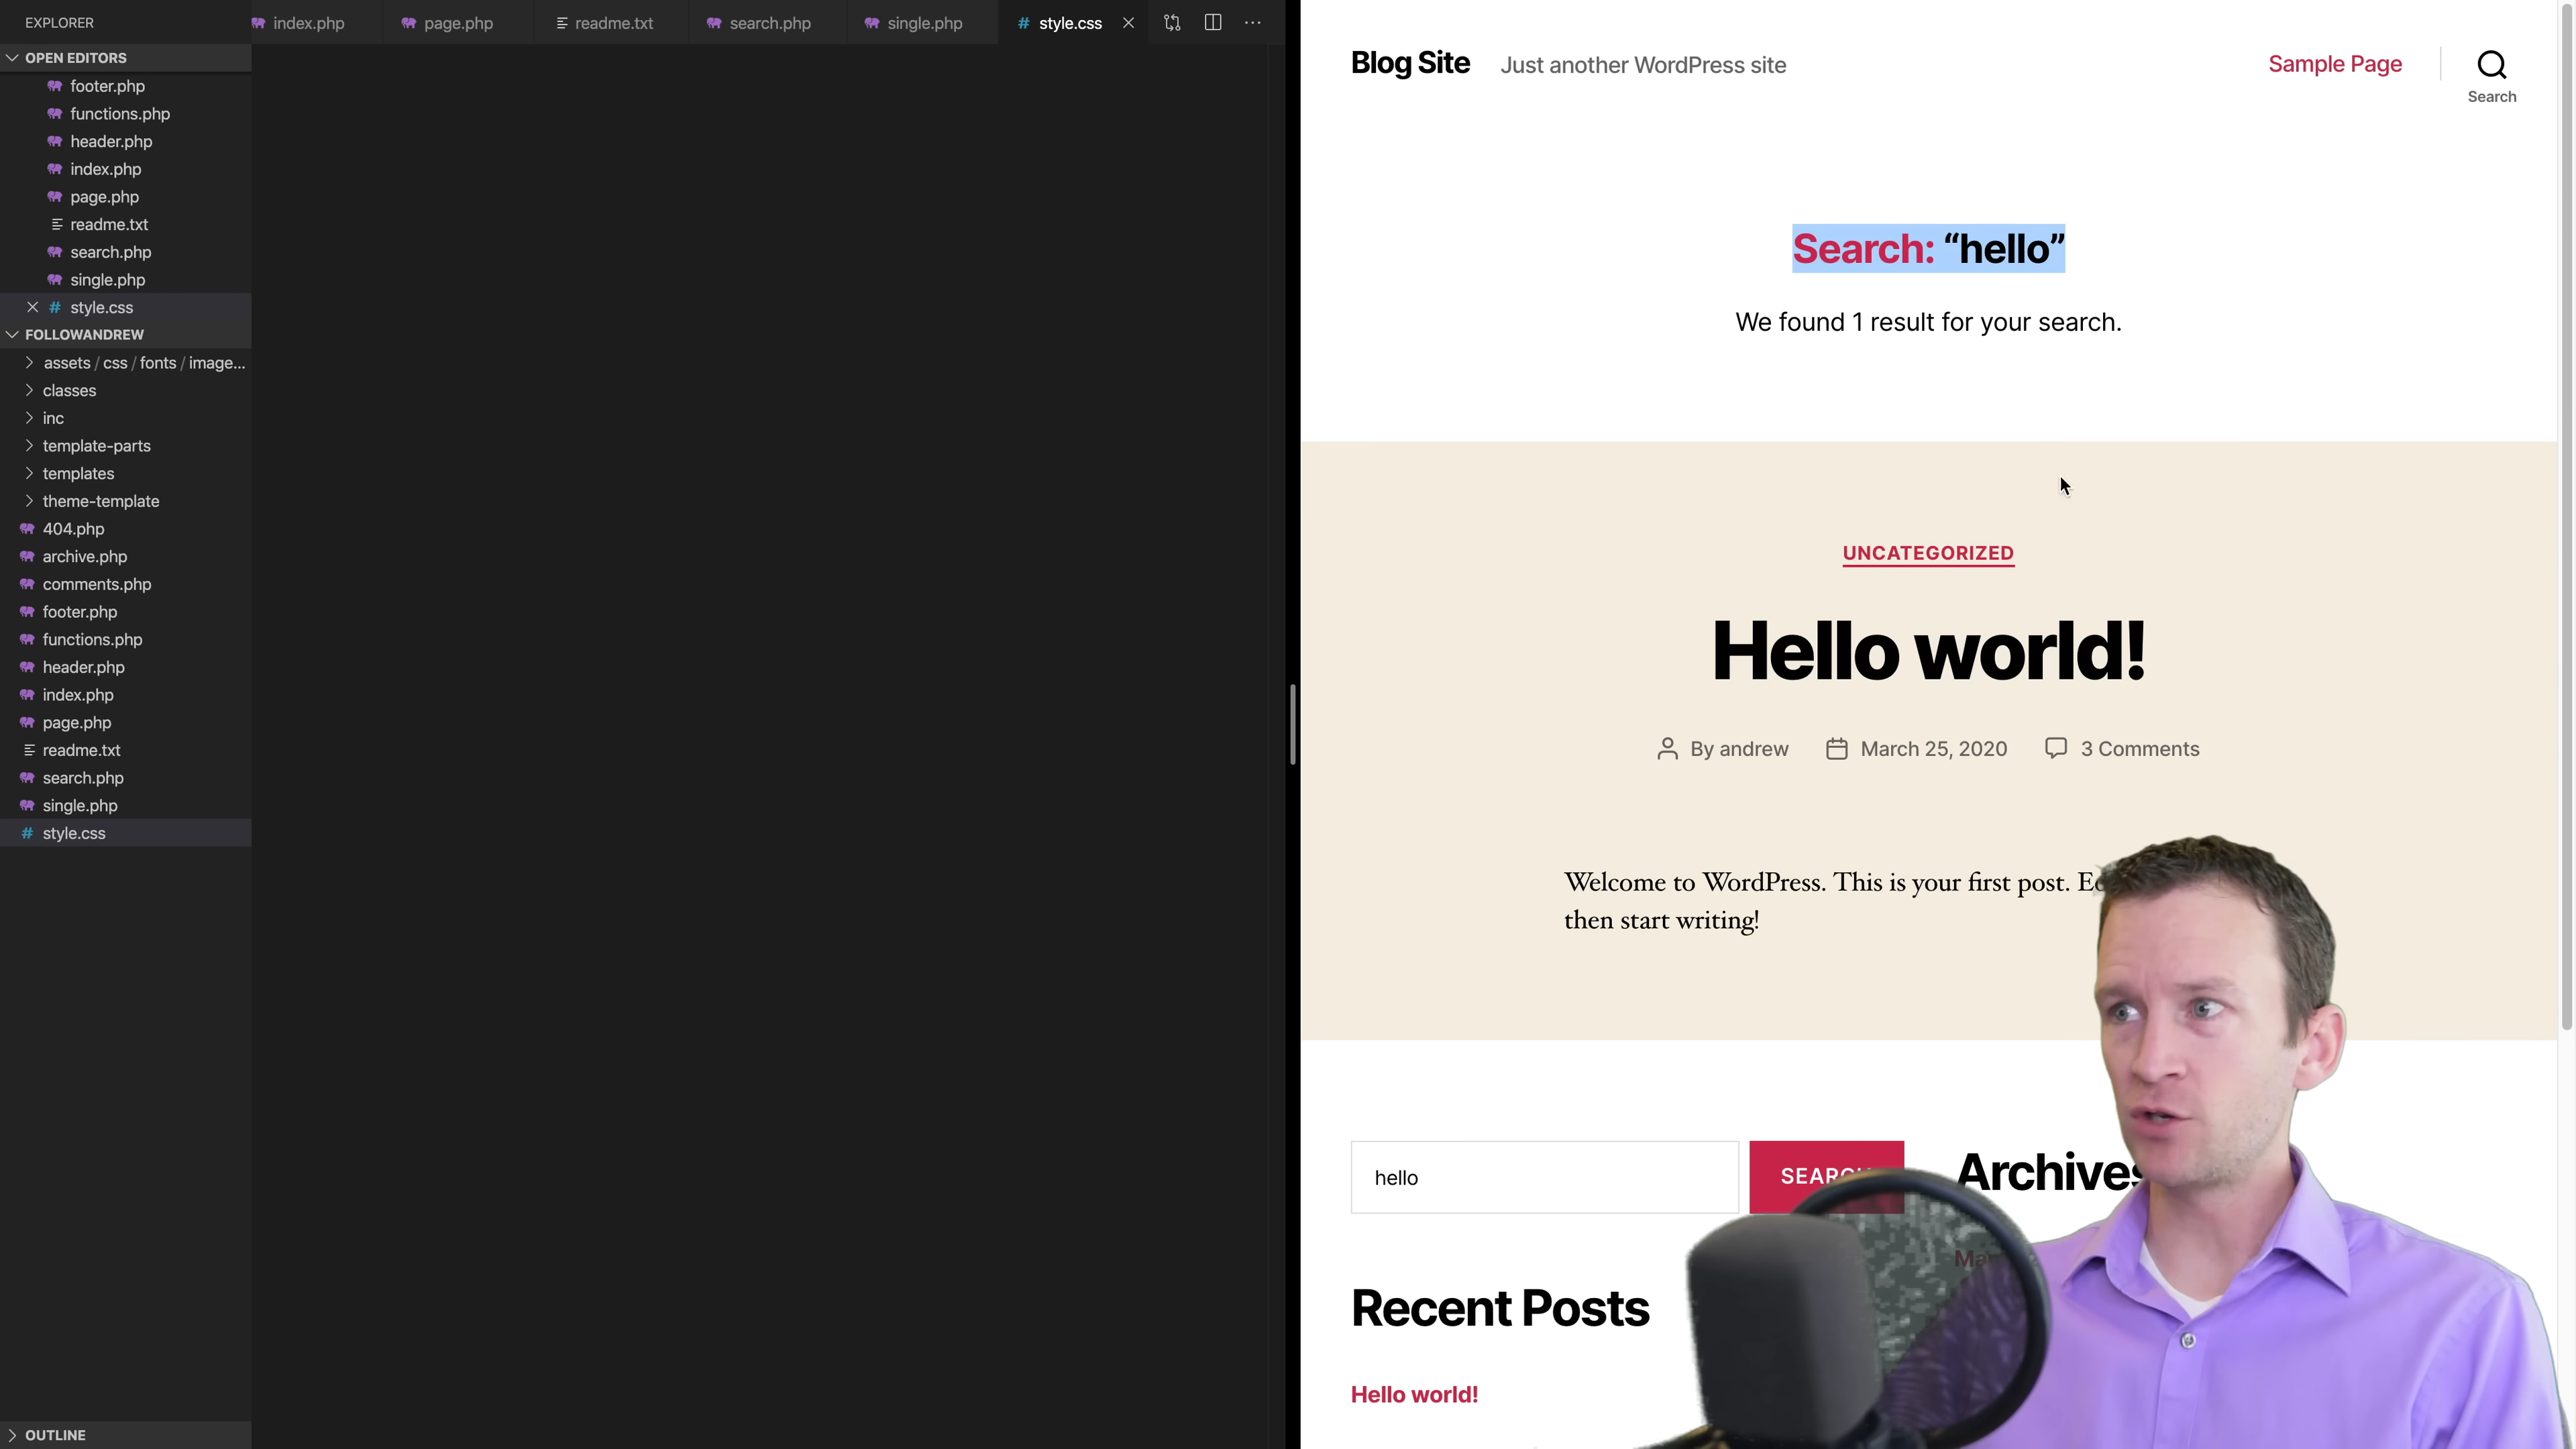 EXPLORER
OPEN EDITORS
footer.php
functions.php
header.php
index.php
page.php
readme.txt
search.php
single.php
style.css
FOLLOWANDREW
assets / css / fonts / image...
classes
inc
template-parts
templates
theme-template
404.php
archive.php
comments.php
footer.php
functions.php
header.php
index.php
page.php
readme.txt
search.php
single.php
style.css
OUTLINE
index.php
page.php
readme.txt
search.php
single.php
style.css
Blog Site
Just another WordPress site
Sample Page
Search
Search: “hello”
We found 1 result for your search.
UNCATEGORIZED
Hello world!
By andrew
March 25, 2020
3 Comments
Welcome to WordPress. This is your first post.
then start writing!
hello
SEARCH
Archives
Recent Posts
Hello world!